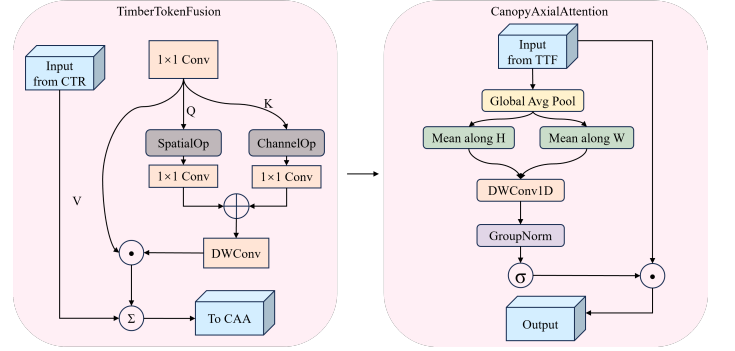 TimberTokenFusion
Input
from CTR
1×1 Conv
Q
K
SpatialOp
ChannelOp
1×1 Conv
1×1 Conv
V
DWConv
Σ
To CAA
CanopyAxialAttention
Input
from TTF
Global Avg Pool
Mean along H
Mean along W
DWConv1D
GroupNorm
σ
Output